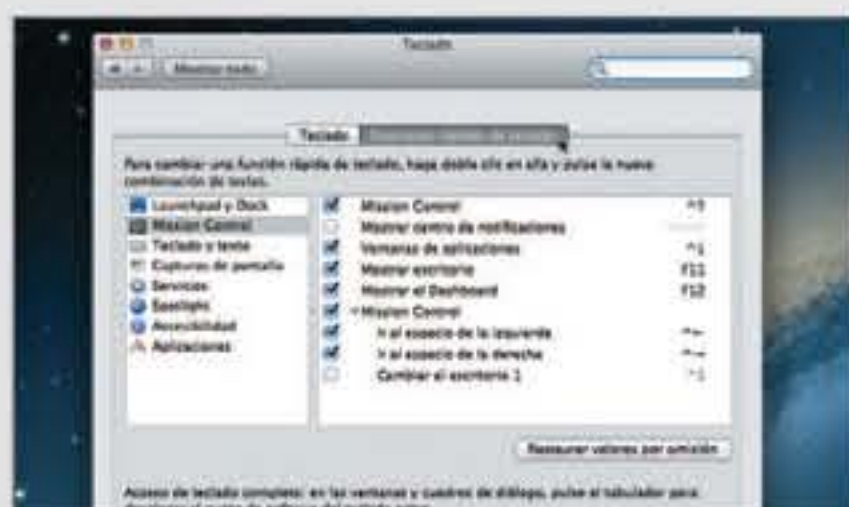 Teclado
Mostrar todo
Teclado
Para cambiar una función rápida de teclado, haga doble clic en ella y pulse la nueva
combinación de teclas.
Launchpad y Dock
Mission Control
Teclado y texto
Capturas de pantalla
Servicios
Spotlight
Accesibilidad
Aplicaciones
Mission Control
Mostrar centro de notificaciones
Ventanas de aplicaciones ^↓
Mostrar escritorio F11
Mostrar el Dashboard F12
Mission Control
Ir al espacio de la izquierda ^←
Ir al espacio de la derecha ^→
Cambiar el escritorio 1 ^1
Restaurar valores por omisión
Acceso de teclado completo: en las ventanas y cuadros de diálogo, pulse el tabulador para